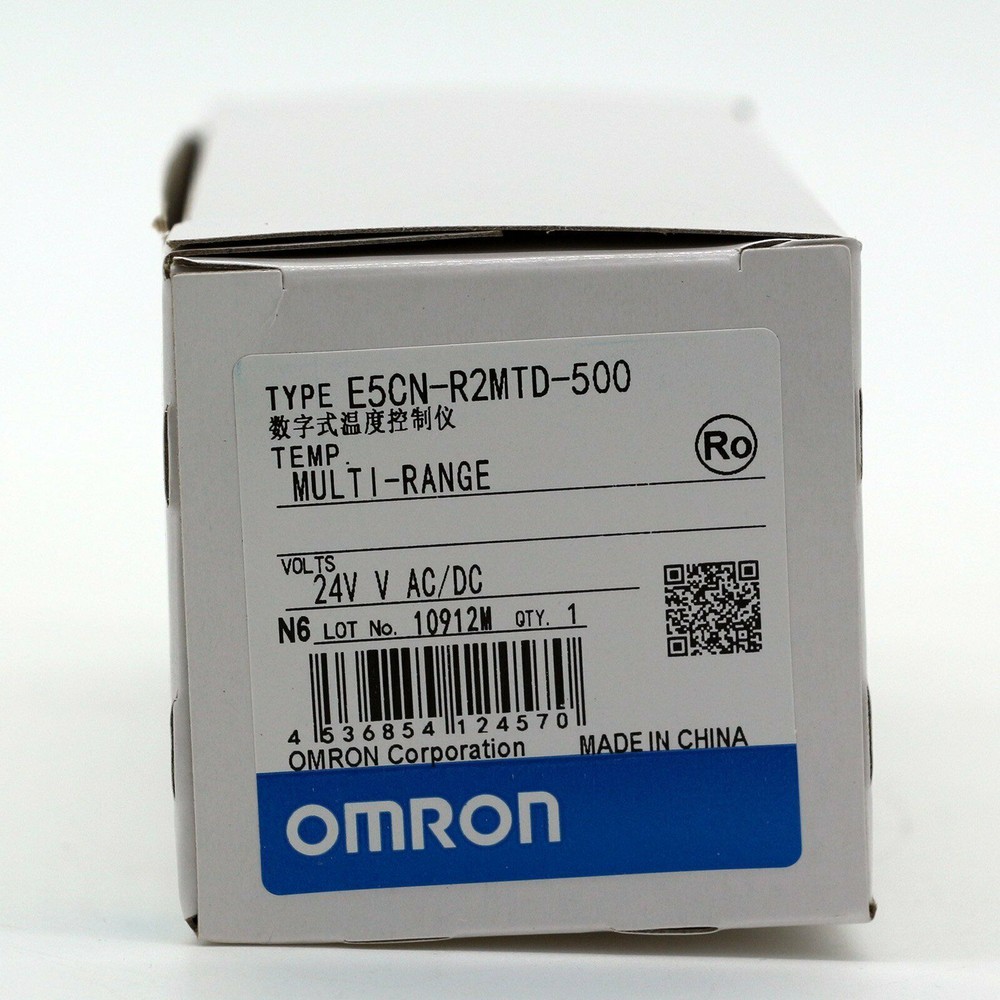 TYPE E5CN-R2MTD-500
数字式温度控制仪
Ro
TEMP.
MULTI-RANGE
VOLTS
24V V AC/DC
N6 LOT No. 10912M QTY. 1
4 536854 124570
OMRON Corporation MADE IN CHINA
OMRON